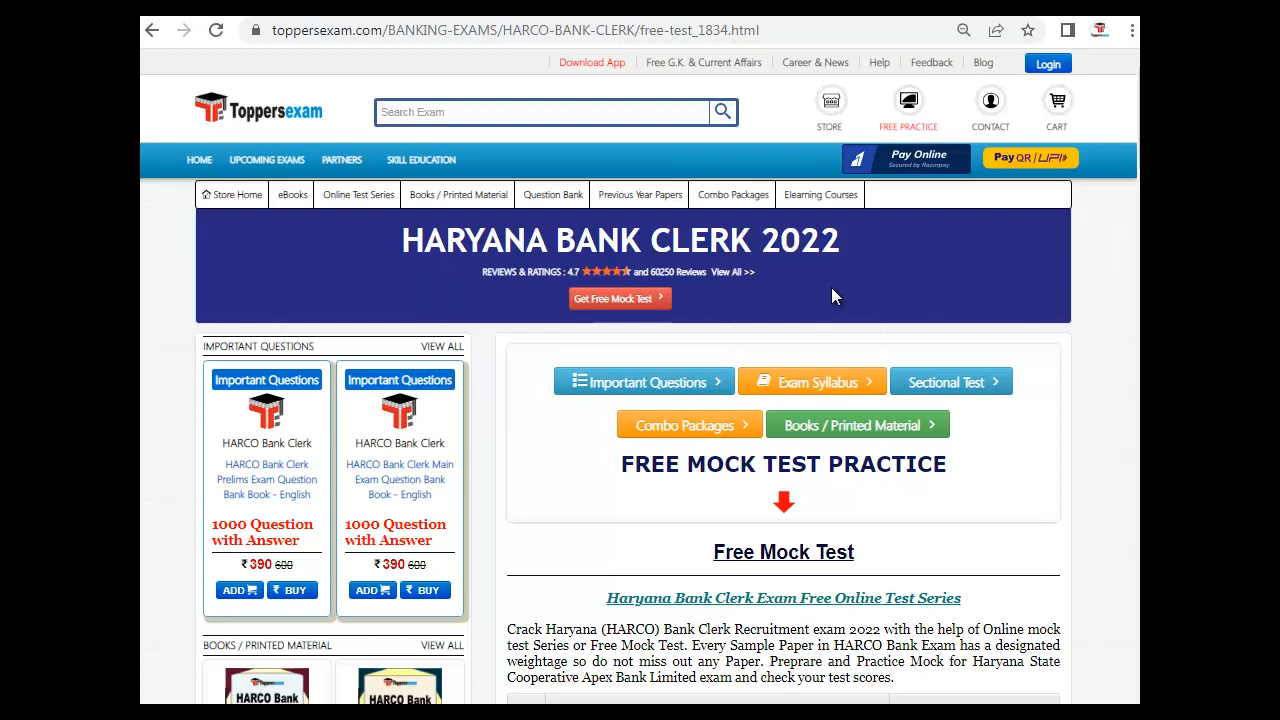 toppersexam.com/BANKING-EXAMS/HARCO-BANK-CLERK/free-test_1834.html
Download App Free G.K. & Current Affairs Career & News Help Feedback Blog Login
Toppersexam
Search Exam
STORE FREE PRACTICE CONTACT CART
HOME UPCOMING EXAMS PARTNERS SKILL EDUCATION
Pay Online
Secured by Razorpay
Pay QR / UPI
Store Home eBooks Online Test Series Books / Printed Material Question Bank Previous Year Papers Combo Packages Elearning Courses
HARYANA BANK CLERK 2022
REVIEWS & RATINGS : 4.7 and 60250 Reviews View All >>
Get Free Mock Test
IMPORTANT QUESTIONS VIEW ALL
Important Questions
HARCO Bank Clerk
HARCO Bank Clerk
Prelims Exam Question
Bank Book - English
1000 Question
with Answer
₹ 390 600
ADD ₹ BUY
Important Questions
HARCO Bank Clerk
HARCO Bank Clerk Main
Exam Question Bank
Book - English
1000 Question
with Answer
₹ 390 600
ADD ₹ BUY
BOOKS / PRINTED MATERIAL VIEW ALL
Toppersexam
HARCO Bank
Toppersexam
HARCO Bank
Important Questions Exam Syllabus Sectional Test
Combo Packages Books / Printed Material
FREE MOCK TEST PRACTICE
Free Mock Test
Haryana Bank Clerk Exam Free Online Test Series
Crack Haryana (HARCO) Bank Clerk Recruitment exam 2022 with the help of Online mock
test Series or Free Mock Test. Every Sample Paper in HARCO Bank Exam has a designated
weightage so do not miss out any Paper. Preprare and Practice Mock for Haryana State
Cooperative Apex Bank Limited exam and check your test scores.